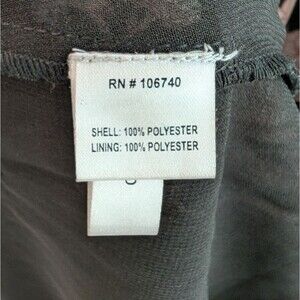 RN # 106740
SHELL: 100% POLYESTER
LINING: 100% POLYESTER